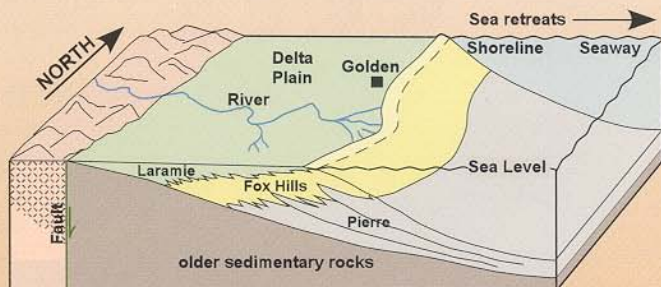 Sea retreats
NORTH
Shoreline Seaway
Delta
Plain
Golden
River
Laramie
Sea Level
Fox Hills
Pierre
Fault
older sedimentary rocks